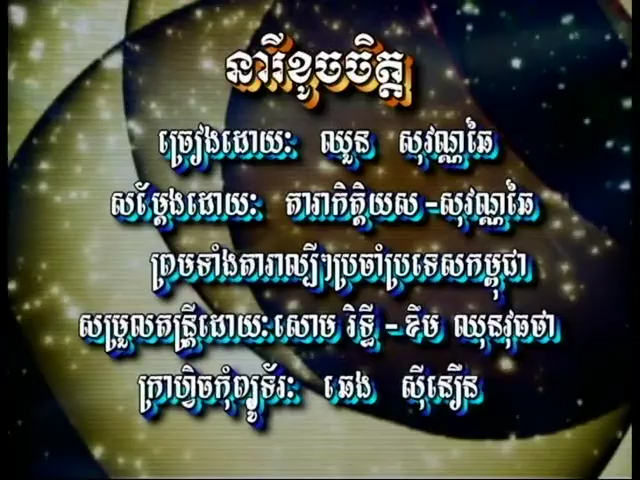 នារីខូចចិត្ត
ច្រៀងដោយ: ឈួន សុវណ្ណឆៃ
សំម្តែងដោយ: តារាកិត្តិយស -សុវណ្ណឆៃ
ព្រមទាំងតារាល្បីៗប្រចាំប្រទេសកម្ពុជា
សម្រួលតន្ត្រីដោយ: សោម រិទ្ធី - ឌឹម ឈុនវុធថា
ក្រាហ្វិចកុំព្យូទ័រ: ឆេង ស៊ីនឿន